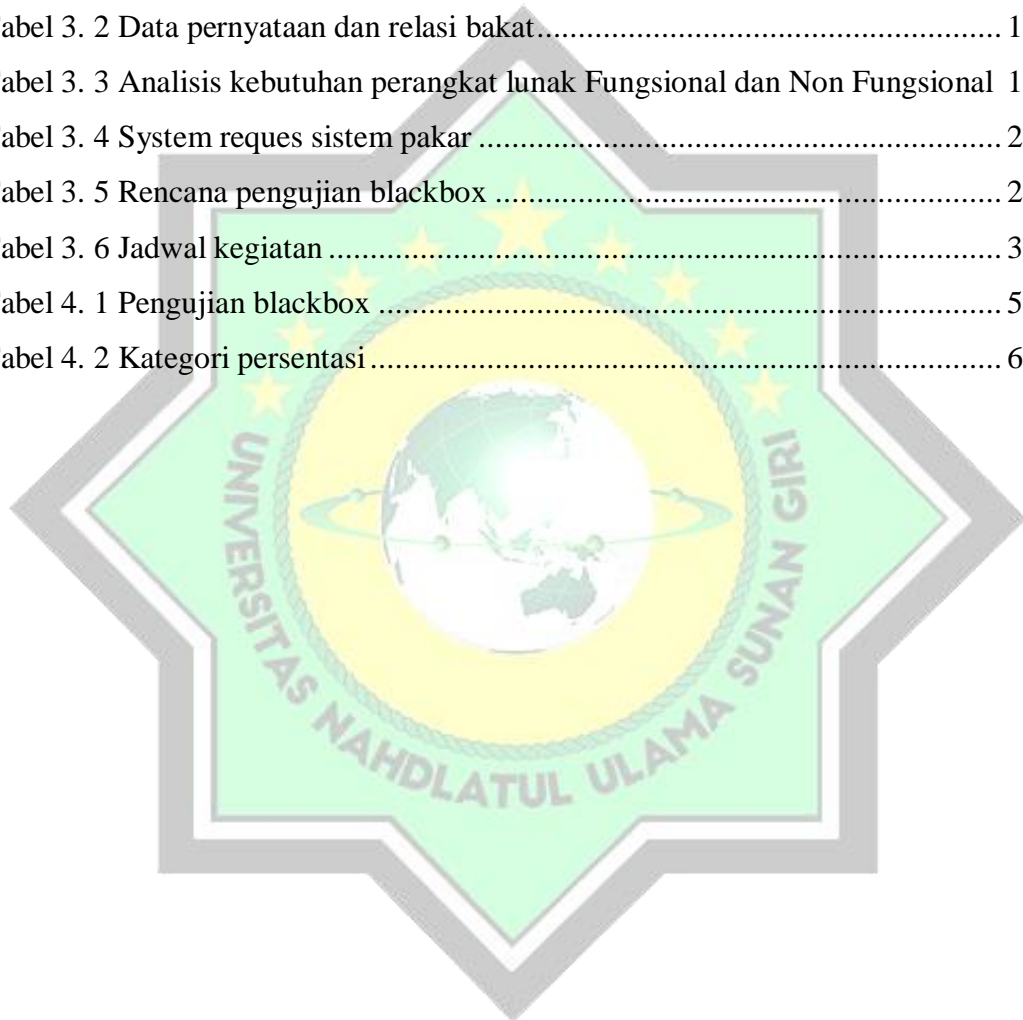 abel 3. 2 Data pernyataan dan relasi bakat.......................................................... 1
abel 3. 3 Analisis kebutuhan perangkat lunak Fungsional dan Non Fungsional 1
abel 3. 4 System reques sistem pakar ................................................................ 2
abel 3. 5 Rencana pengujian blackbox .............................................................. 2
abel 3. 6 Jadwal kegiatan .................................................................................. 3
abel 4. 1 Pengujian blackbox ............................................................................ 5
abel 4. 2 Kategori persentasi ............................................................................. 6
UNIVERSITAS NAHDLATUL ULAMA SUNAN GIRI